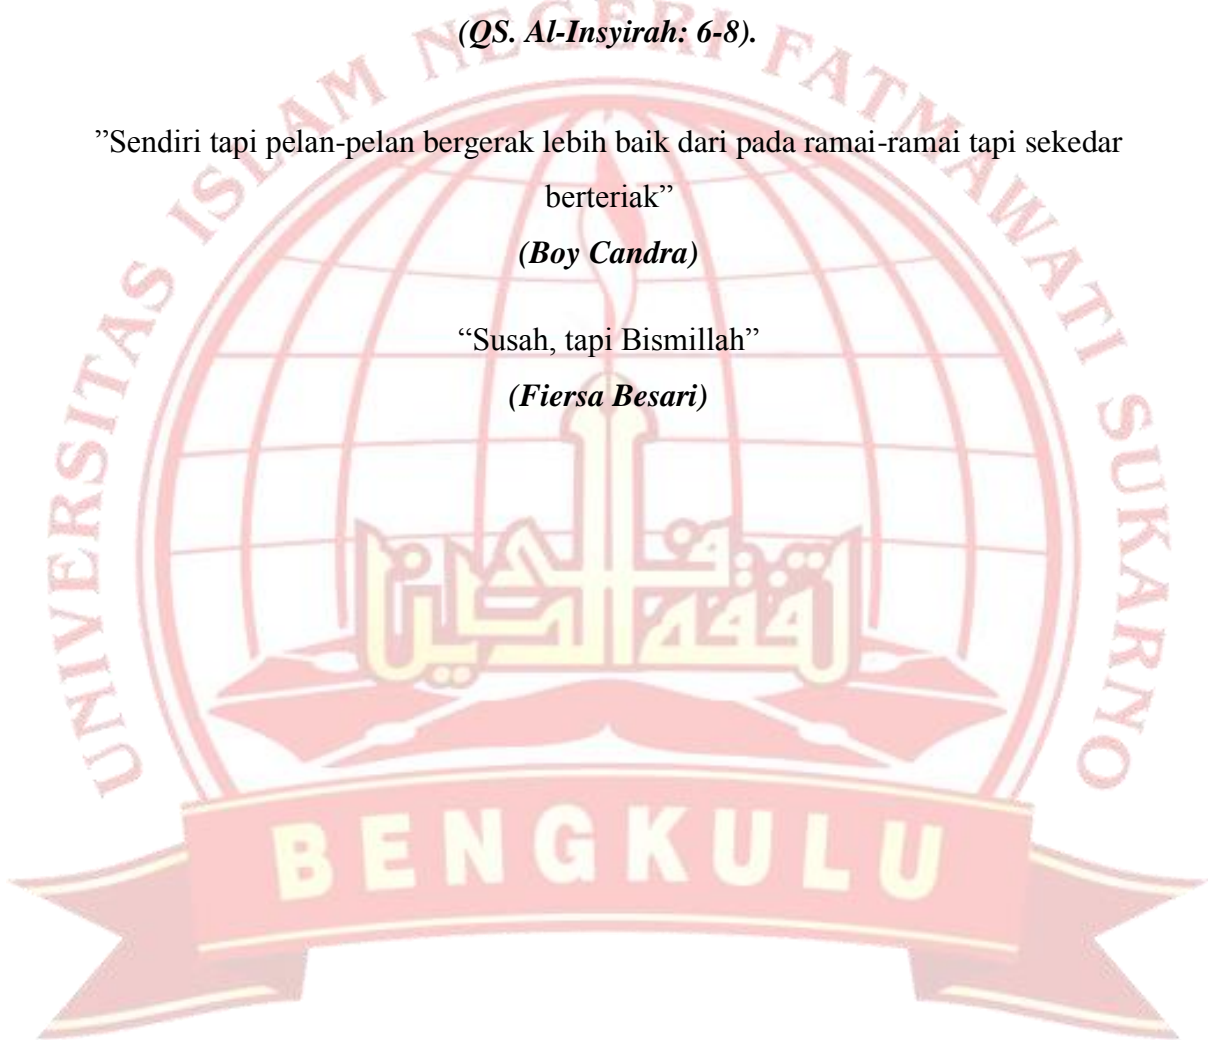 (QS. Al-Insyirah: 6-8).
”Sendiri tapi pelan-pelan bergerak lebih baik dari pada ramai-ramai tapi sekedar
berteriak”
(Boy Candra)
“Susah, tapi Bismillah”
(Fiersa Besari)
UNIVERSITAS ISLAM NEGERI FATMAWATI SUKARNO
BENGKULU